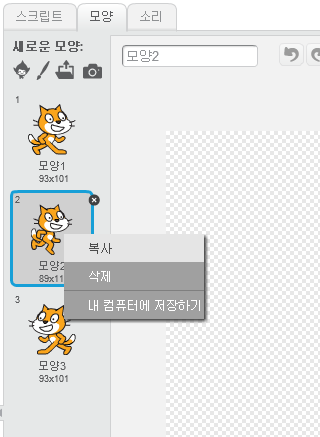 스크립트 모양 소리
새로운 모양:
모양2
1
모양1
93x101
2
모양2
89x11
복사
삭제
내 컴퓨터에 저장하기
3
모양3
93x101